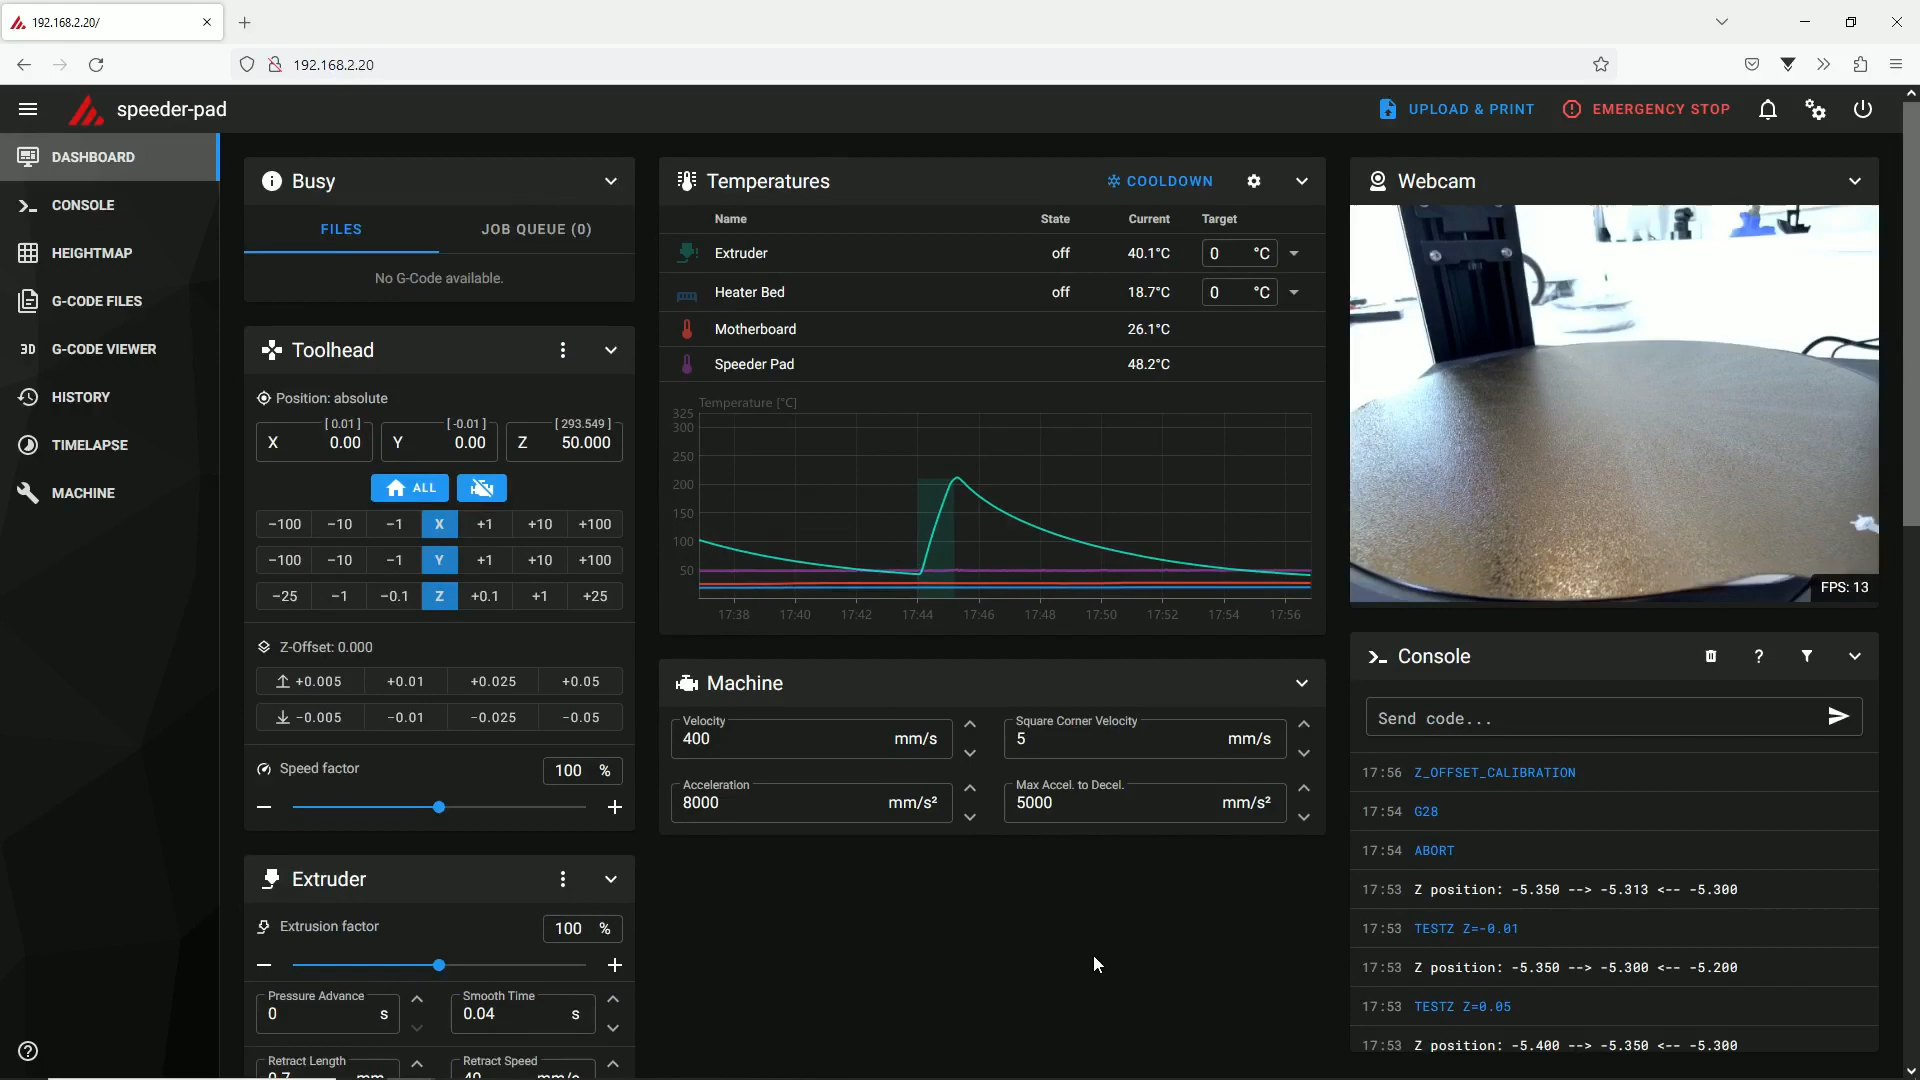 192.168.2.20/
192.168.2.20
speeder-pad
UPLOAD & PRINT
EMERGENCY STOP
DASHBOARD
CONSOLE
HEIGHTMAP
G-CODE FILES
3D G-CODE VIEWER
HISTORY
TIMELAPSE
MACHINE
Busy
FILES JOB QUEUE (0)
No G-Code available.
Toolhead
Position: absolute
[ 0.01 ] [ -0.01 ] [ 293.549 ]
X 0.00 Y 0.00 Z 50.000
ALL
−100 −10 −1 X +1 +10 +100
−100 −10 −1 Y +1 +10 +100
−25 −1 −0.1 Z +0.1 +1 +25
Z-Offset: 0.000
+0.005 +0.01 +0.025 +0.05
−0.005 −0.01 −0.025 −0.05
Speed factor 100 %
Extruder
Extrusion factor 100 %
Pressure Advance Smooth Time
0 s 0.04 s
Retract Length Retract Speed
0.7 mm 40 mm/s
Temperatures COOLDOWN
Name State Current Target
Extruder off 40.1°C 0 °C
Heater Bed off 18.7°C 0 °C
Motherboard 26.1°C
Speeder Pad 48.2°C
Temperature [°C]
325
300
250
200
150
100
50
17:38 17:40 17:42 17:44 17:46 17:48 17:50 17:52 17:54 17:56
Machine
Velocity Square Corner Velocity
400 mm/s 5 mm/s
Acceleration Max Accel. to Decel.
8000 mm/s² 5000 mm/s²
Webcam
FPS: 13
Console
Send code...
17:56 Z_OFFSET_CALIBRATION
17:54 G28
17:54 ABORT
17:53 Z position: -5.350 --> -5.313 <-- -5.300
17:53 TESTZ Z=-0.01
17:53 Z position: -5.350 --> -5.300 <-- -5.200
17:53 TESTZ Z=0.05
17:53 Z position: -5.400 --> -5.350 <-- -5.300